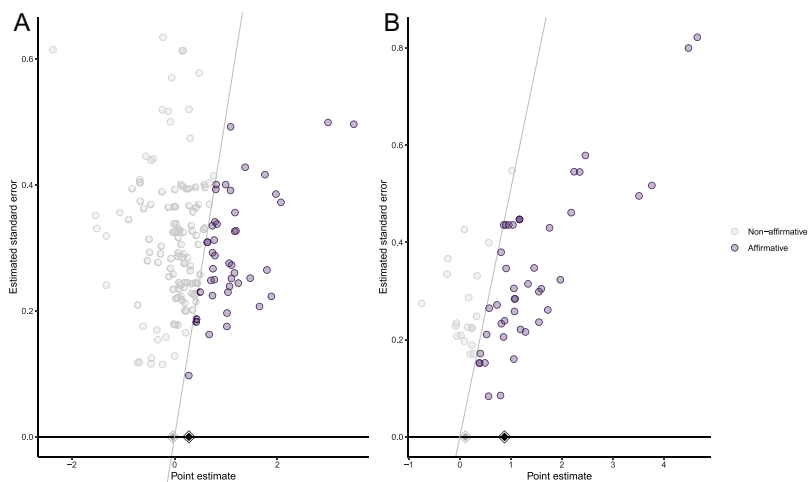 A
B
0.6
0.4
0.2
0.0
Estimated standard error
−2
0
2
Point estimate
0.8
0.6
0.4
0.2
0.0
Estimated standard error
−1
0
1
2
3
4
Point estimate
Non−affirmative
Affirmative